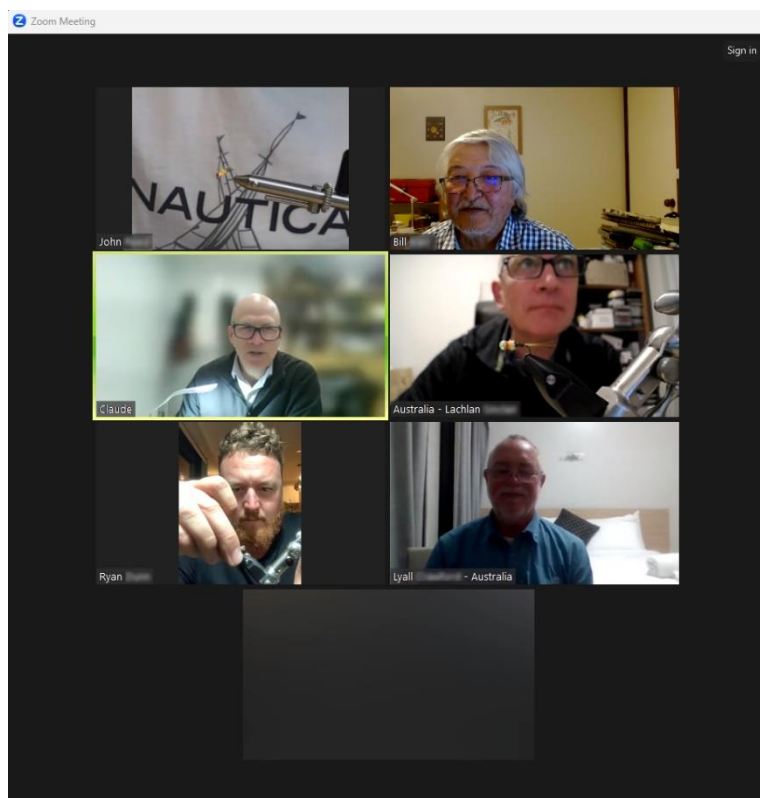 Zoom Meeting
Sign in
NAUTICA
John
Bill
Claude
Australia - Lachlan
Ryan
Lyall - Australia